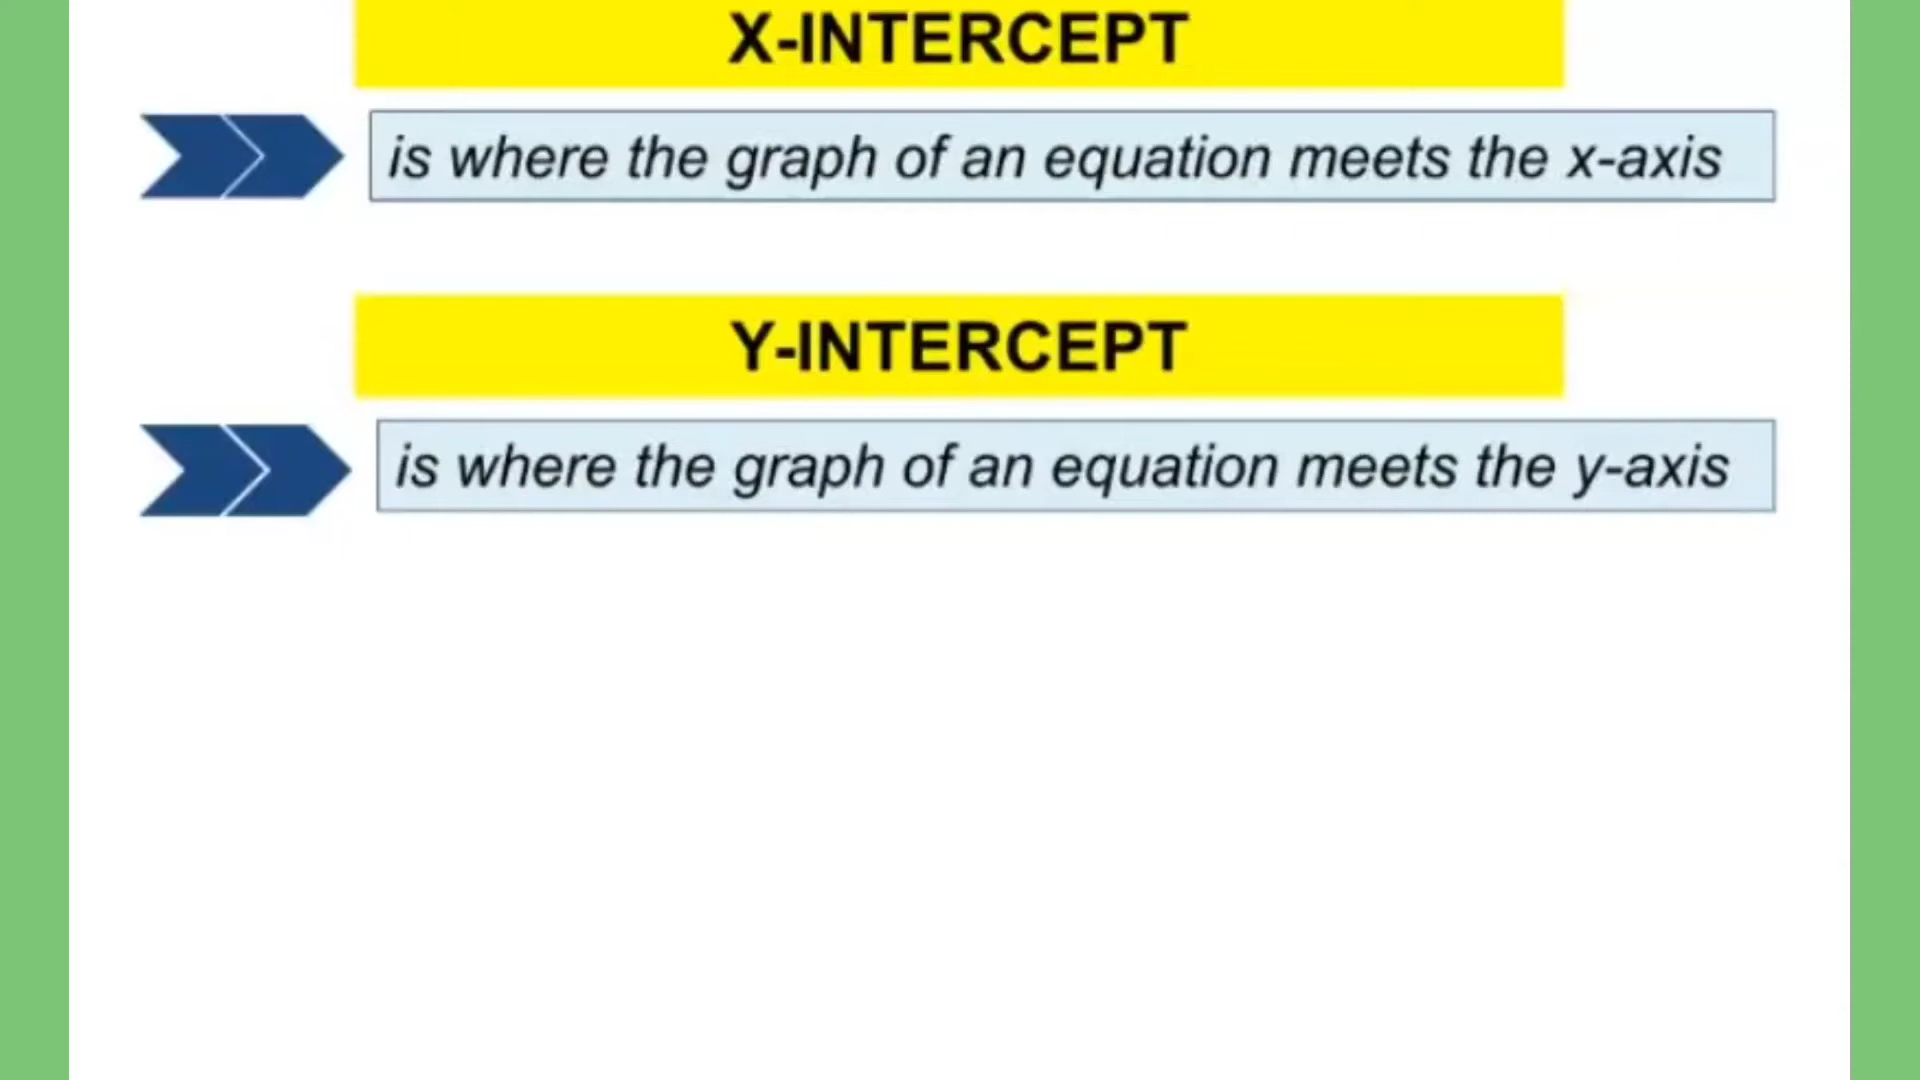 X-INTERCEPT
is where the graph of an equation meets the x-axis
Y-INTERCEPT
is where the graph of an equation meets the y-axis